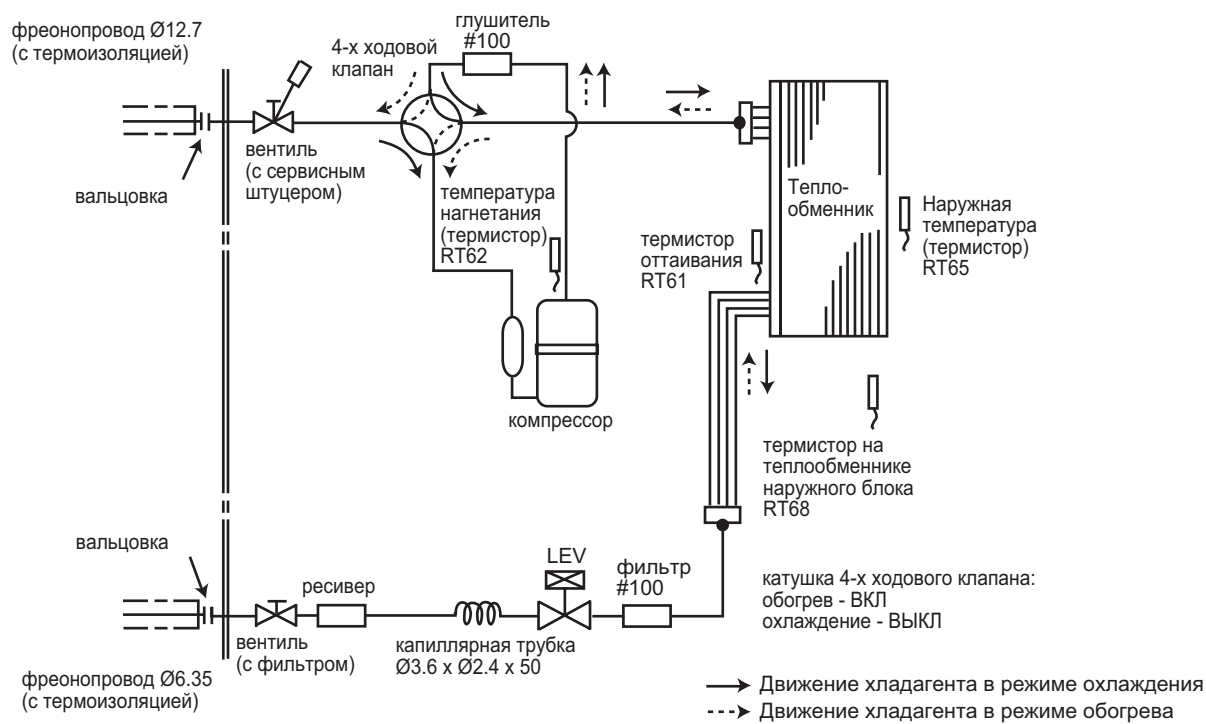 фреонопровод Ø12.7
(с термоизоляцией)
4-х ходовой
клапан
глушитель
#100
вальцовка
вентиль
(с сервисным
штуцером)
температура
нагнетания
(термистор)
RT62
компрессор
Тепло-
обменник
термистор
оттаивания
RT61
Наружная
температура
(термистор)
RT65
термистор на
теплообменнике
наружного блока
RT68
вальцовка
ресивер
LEV
фильтр
#100
катушка 4-х ходового клапана:
обогрев - ВКЛ
охлаждение - ВЫКЛ
вентиль
(с фильтром)
капиллярная трубка
Ø3.6 x Ø2.4 x 50
фреонопровод Ø6.35
(с термоизоляцией)
Движение хладагента в режиме охлаждения
Движение хладагента в режиме обогрева